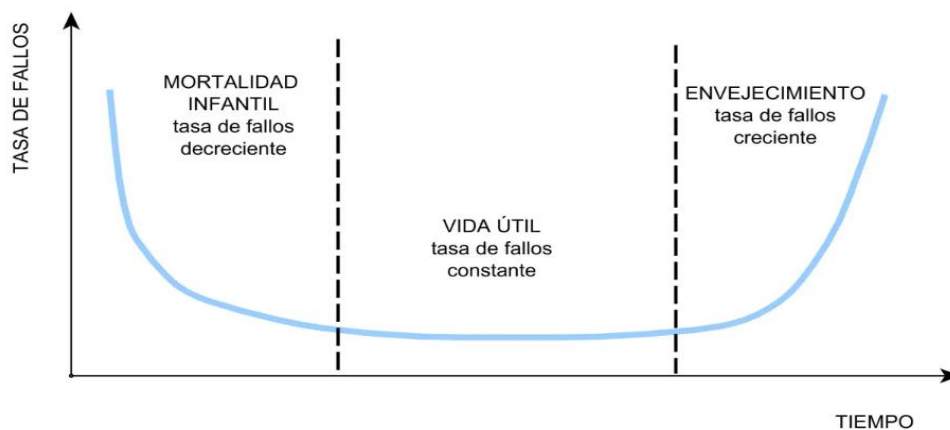 TASA DE FALLOS
MORTALIDAD
INFANTIL
tasa de fallos
decreciente
VIDA ÚTIL
tasa de fallos
constante
ENVEJECIMIENTO
tasa de fallos
creciente
TIEMPO